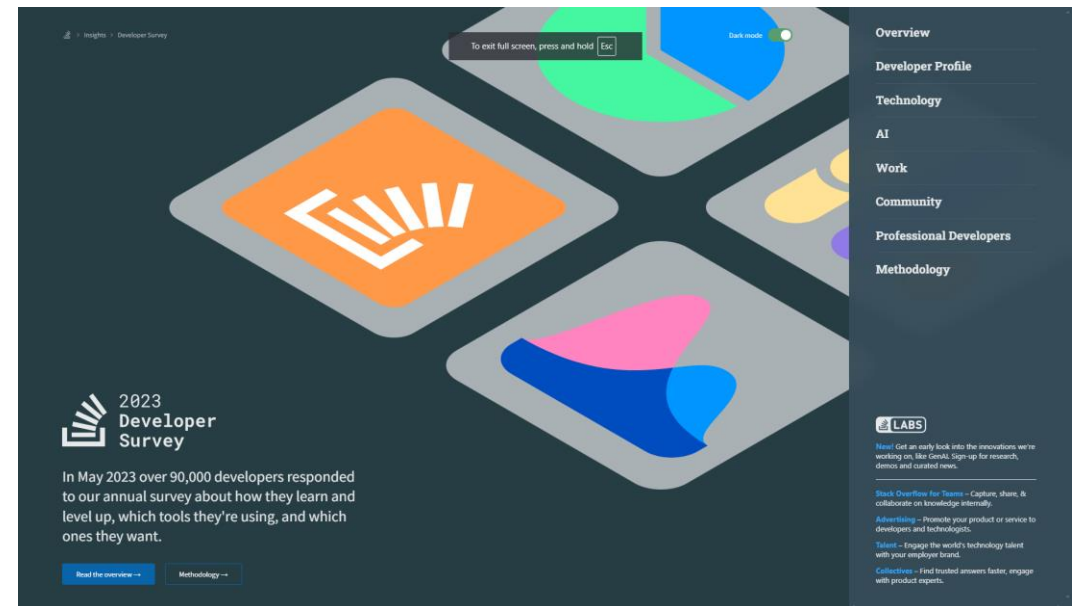 > Insights > Developer Survey
To exit full screen, press and hold Esc
Dark mode
2023
Developer
Survey
In May 2023 over 90,000 developers responded
to our annual survey about how they learn and
level up, which tools they're using, and which
ones they want.
Read the overview →
Methodology →
Overview
Developer Profile
Technology
AI
Work
Community
Professional Developers
Methodology
LABS
New! Get an early look into the innovations we're
working on, like GenAI. Sign-up for research,
demos and curated news.
Stack Overflow for Teams – Capture, share, &
collaborate on knowledge internally.
Advertising – Promote your product or service to
developers and technologists.
Talent – Engage the world's technology talent
with your employer brand.
Collectives – Find trusted answers faster, engage
with product experts.